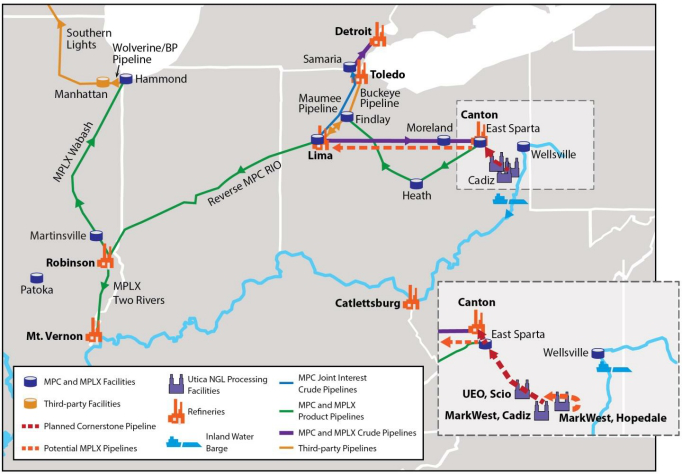 Southern
Lights
Wolverine/BP
Pipeline
Hammond
Manhattan
Detroit
Samaria
Toledo
Maumee
Pipeline
Buckeye
Pipeline
Findlay
Moreland
Canton
East Sparta
Wellsville
Lima
Cadiz
Heath
MPLX Wabash
Reverse MPC RIO
Martinsville
Robinson
Patoka
MPLX
Two Rivers
Mt. Vernon
Catlettsburg
Canton
East Sparta
Wellsville
UEO, Scio
MarkWest, Cadiz
MarkWest, Hopedale
MPC and MPLX Facilities
Third-party Facilities
Planned Cornerstone Pipeline
Potential MPLX Pipelines
Utica NGL Processing
Facilities
Refineries
Inland Water
Barge
MPC Joint Interest
Crude Pipelines
MPC and MPLX
Product Pipelines
MPC and MPLX Crude Pipelines
Third-party Pipelines